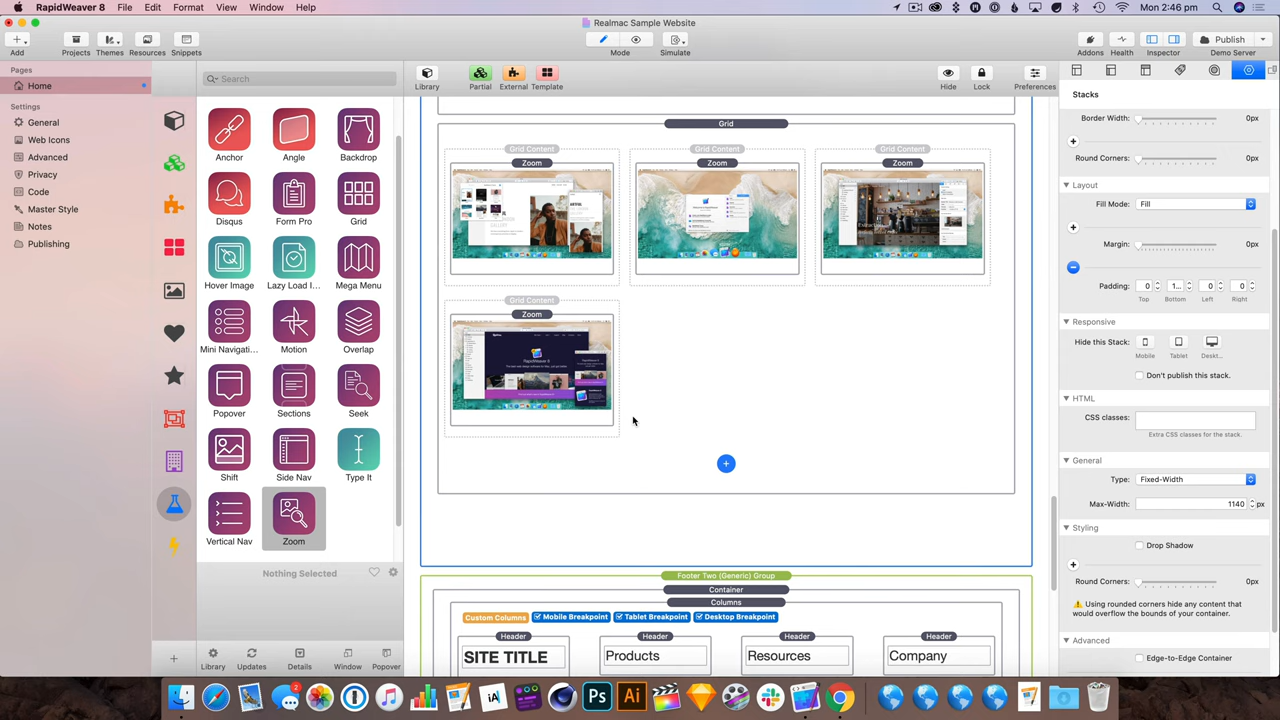 RapidWeaver 8 File Edit Format View Window Help Mon 2:46 pm
Realmac Sample Website
Add Projects Themes Resources Snippets Mode Simulate Addons Health Inspector Publish Demo Server
Pages
Home
Settings
General
Web Icons
Advanced
Privacy
Code
Master Style
Notes
Publishing
Search
Anchor Angle Backdrop
Disqus Form Pro Grid
Hover Image Lazy Load I... Mega Menu
Mini Navigati... Motion Overlap
Popover Sections Seek
Shift Side Nav Type It
Vertical Nav Zoom
Nothing Selected
Library Updates Details Window Popover
Library Partial External Template Hide Lock Preferences
Grid
Grid Content Grid Content Grid Content
Zoom Zoom Zoom
Grid Content
Zoom
Footer Two (Generic) Group
Container
Columns
Custom Columns Mobile Breakpoint Tablet Breakpoint Desktop Breakpoint
Header Header Header Header
SITE TITLE Products Resources Company
Stacks
Border Width: 0px
Round Corners: 0px
Layout
Fill Mode: Fill
Margin: 0px
Padding: 0 1... 0 0
Top Bottom Left Right
Responsive
Hide this Stack:
Mobile Tablet Deskt...
Don't publish this stack.
HTML
CSS classes:
Extra CSS classes for the stack.
General
Type: Fixed-Width
Max-Width: 1140 px
Styling
Drop Shadow
Round Corners: 0px
Using rounded corners hide any content that
would overflow the bounds of your container.
Advanced
Edge-to-Edge Container
2
iA
Ps
Ai